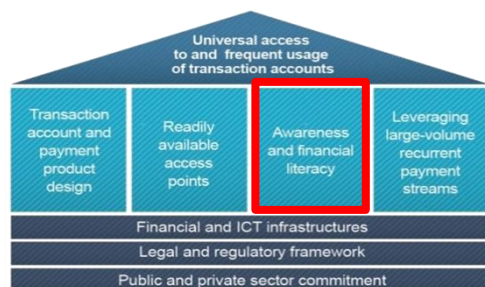 Universal access
to and frequent usage
of transaction accounts
Transaction
account and
payment
product
design
Readily
available
access
points
Awareness
and financial
literacy
Leveraging
large-volume
recurrent
payment
streams
Financial and ICT infrastructures
Legal and regulatory framework
Public and private sector commitment